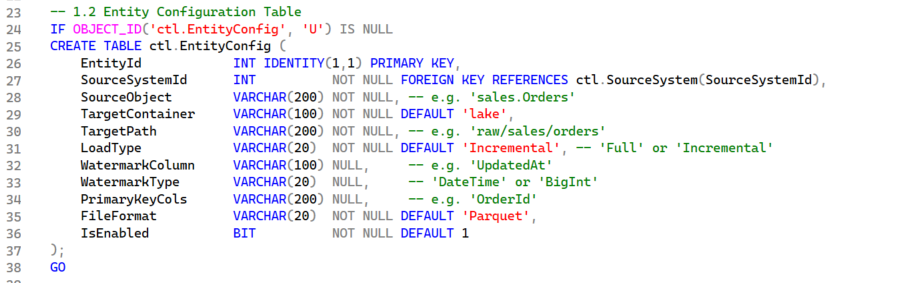 23 -- 1.2 Entity Configuration Table
24 IF OBJECT_ID('ctl.EntityConfig', 'U') IS NULL
25 CREATE TABLE ctl.EntityConfig (
26     EntityId           INT IDENTITY(1,1) PRIMARY KEY,
27     SourceSystemId     INT          NOT NULL FOREIGN KEY REFERENCES ctl.SourceSystem(SourceSystemId),
28     SourceObject       VARCHAR(200) NOT NULL, -- e.g. 'sales.Orders'
29     TargetContainer    VARCHAR(100) NOT NULL DEFAULT 'lake',
30     TargetPath         VARCHAR(200) NOT NULL, -- e.g. 'raw/sales/orders'
31     LoadType           VARCHAR(20)  NOT NULL DEFAULT 'Incremental', -- 'Full' or 'Incremental'
32     WatermarkColumn    VARCHAR(100) NULL,     -- e.g. 'UpdatedAt'
33     WatermarkType      VARCHAR(20)  NULL,     -- 'DateTime' or 'BigInt'
34     PrimaryKeyCols     VARCHAR(200) NULL,     -- e.g. 'OrderId'
35     FileFormat         VARCHAR(20)  NOT NULL DEFAULT 'Parquet',
36     IsEnabled          BIT          NOT NULL DEFAULT 1
37 );
38 GO